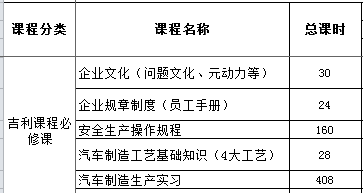 课程分类 课程名称 总课时
企业文化（问题文化、元动力等） 30
企业规章制度（员工手册） 24
吉利课程必修课
安全生产操作规程 160
汽车制造工艺基础知识（4大工艺） 28
汽车制造生产实习 408